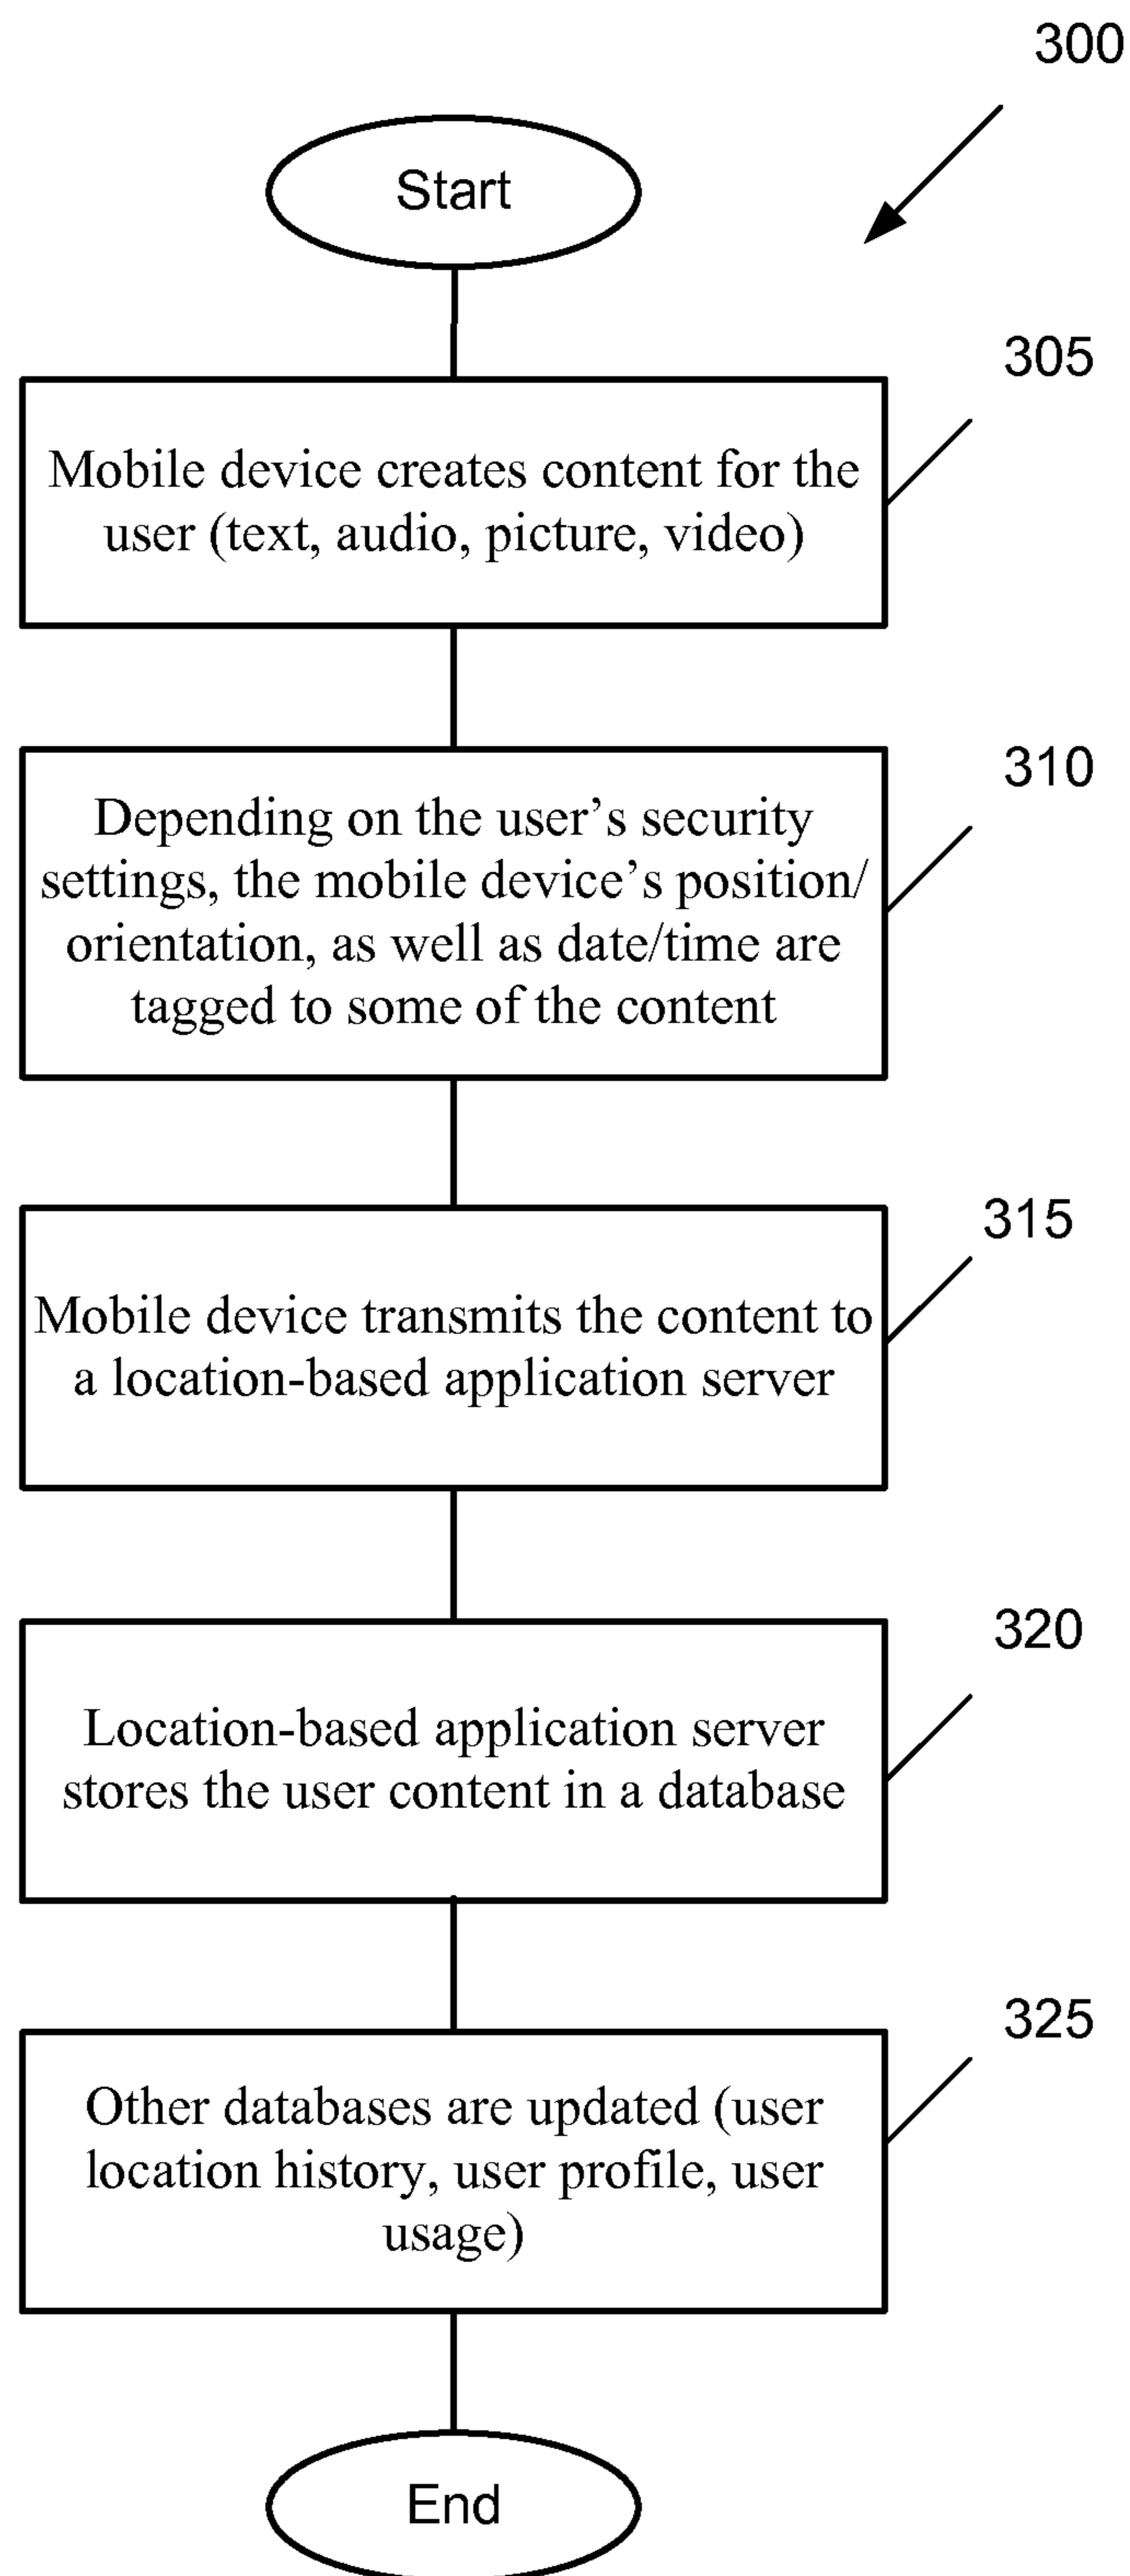 300
Start
305
Mobile device creates content for the
user (text, audio, picture, video)
310
Depending on the user’s security
settings, the mobile device’s position/
orientation, as well as date/time are
tagged to some of the content
315
Mobile device transmits the content to
a location-based application server
320
Location-based application server
stores the user content in a database
325
Other databases are updated (user
location history, user profile, user
usage)
End